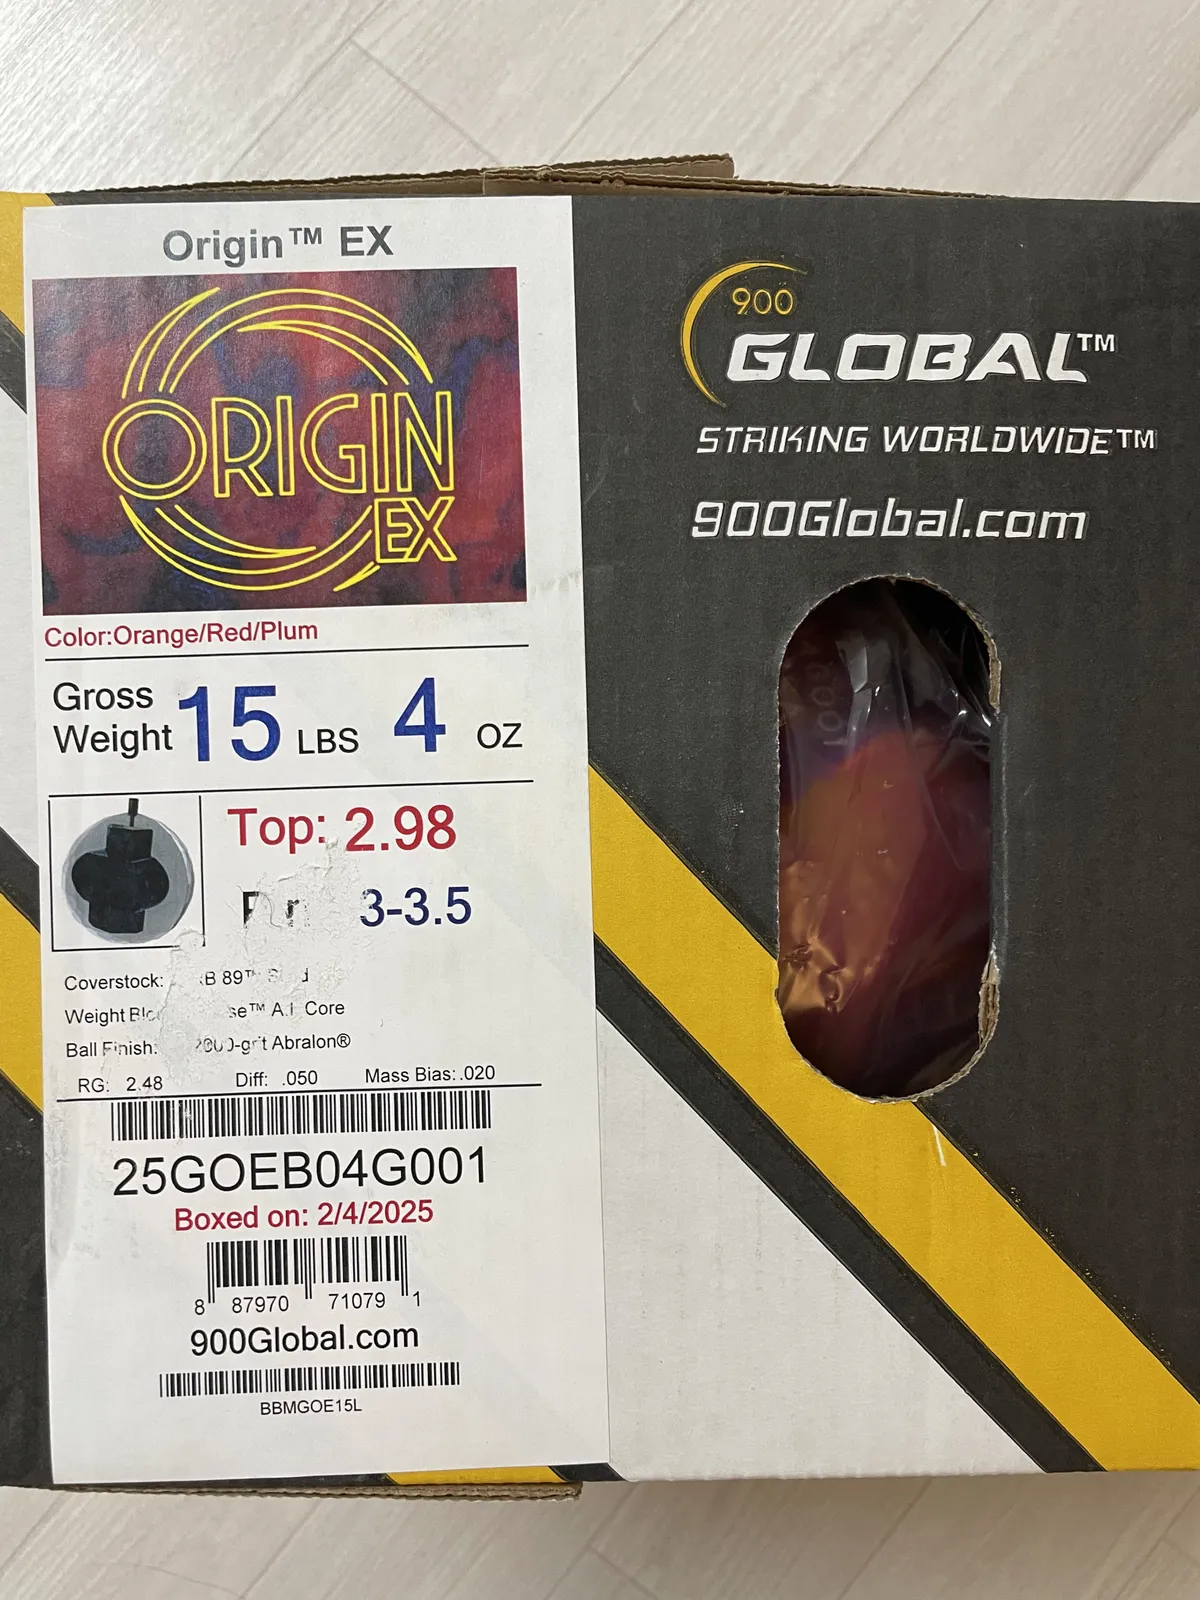 Origin™ EX
ORIGIN
EX
Color:Orange/Red/Plum
Gross
Weight 15 LBS 4 OZ
Top: 2.98
3-3.5
Coverstock: 89™
Weight A.I. Core
Ball Finish: Abralon®
RG: 2.48 Diff: .050 Mass Bias:.020
25GOEB04G001
Boxed on: 2/4/2025
8 87970 71079 1
900Global.com
BBMGOE15L
900
GLOBAL™
STRIKING WORLDWIDE™
900Global.com